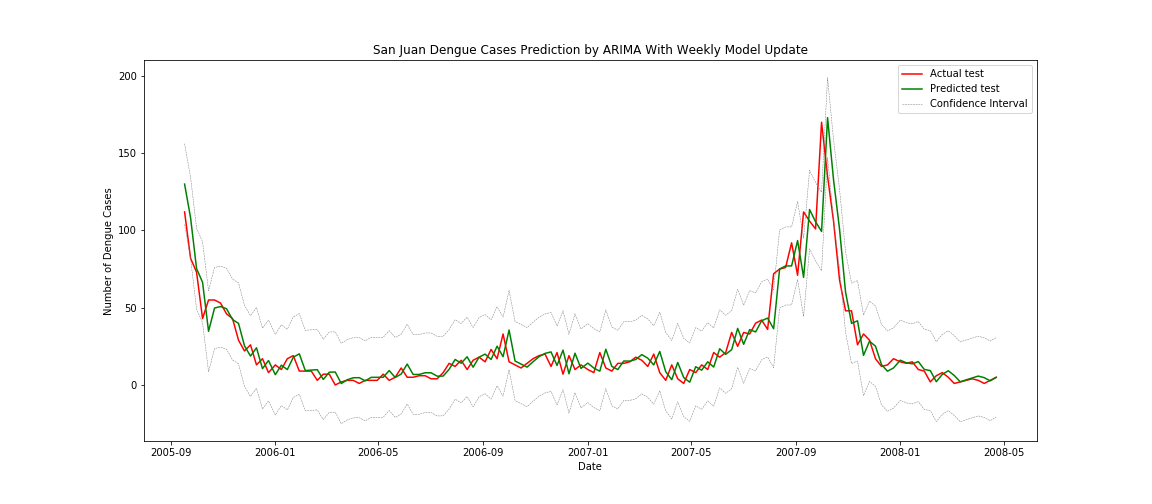 San Juan Dengue Cases Prediction by ARIMA With Weekly Model Update
Actual test
Predicted test
Confidence Interval
200
150
100
50
0
Number of Dengue Cases
2005-09 2006-01 2006-05 2006-09 2007-01 2007-05 2007-09 2008-01 2008-05
Date